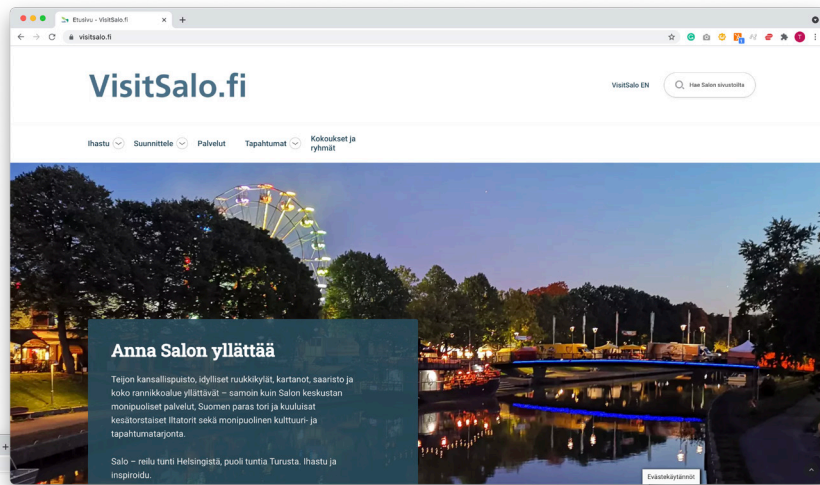 Etusivu - VisitSalo.fi
visitsalo.fi
VisitSalo.fi
VisitSalo EN
Hae Salon sivustoilta
Ihastu
Suunnittele
Palvelut
Tapahtumat
Kokoukset ja
ryhmät
Anna Salon yllättää
Teijon kansallispuisto, idylliset ruukkikylät, kartanot, saaristo ja
koko rannikkoalue yllättävät – samoin kuin Salon keskustan
monipuoliset palvelut, Suomen paras tori ja kuuluisat
kesätorstaiset Iltatorit sekä monipuolinen kulttuuri- ja
tapahtumatarjonta.
Salo – reilu tunti Helsingistä, puoli tuntia Turusta. Ihastu ja
inspiroidu.
Evästekäytännöt